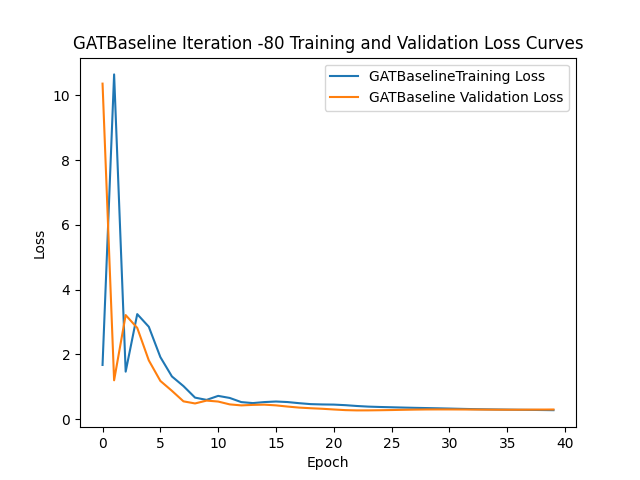 GATBaseline Iteration -80 Training and Validation Loss Curves
GATBaselineTraining Loss
GATBaseline Validation Loss
Loss
10
8
6
4
2
0
0 5 10 15 20 25 30 35 40
Epoch